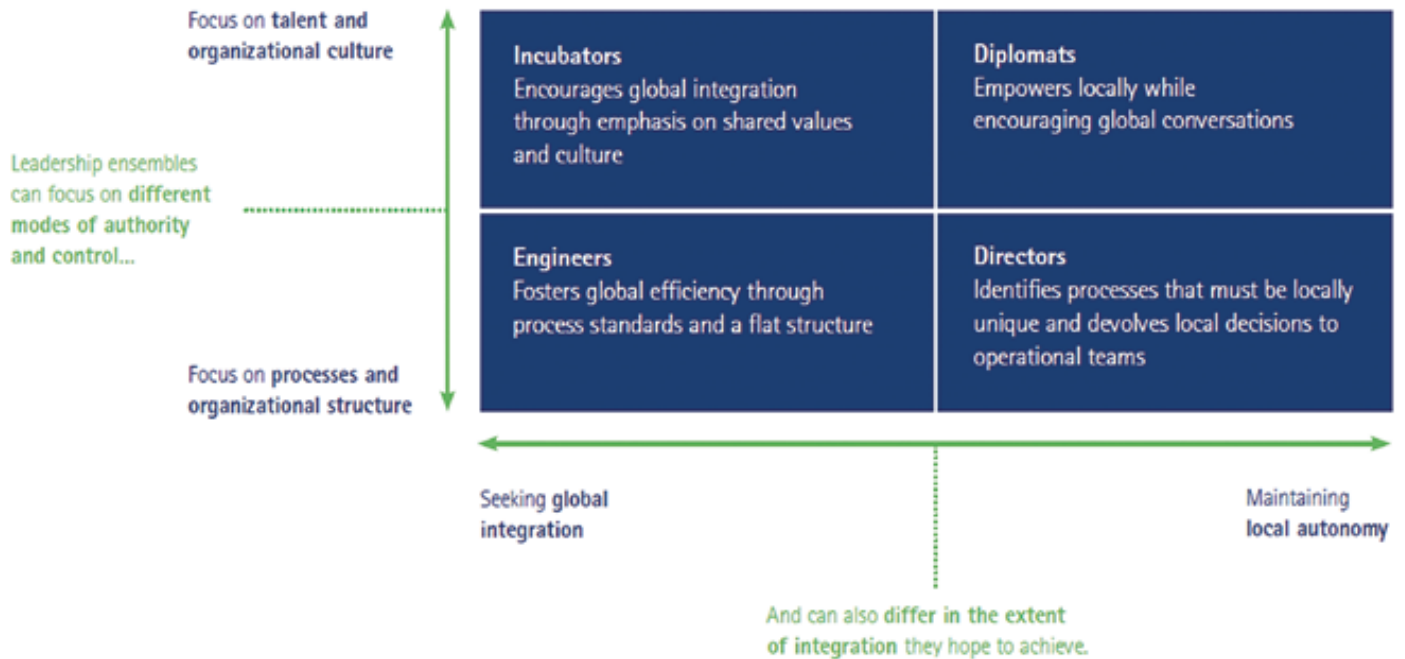 Focus on talent and
organizational culture
Incubators
Encourages global integration
through emphasis on shared values
and culture
Diplomats
Empowers locally while
encouraging global conversations
Leadership ensembles
can focus on different
modes of authority
and control...
Engineers
Fosters global efficiency through
process standards and a flat structure
Directors
Identifies processes that must be locally
unique and devolves local decisions to
operational teams
Focus on processes and
organizational structure
Seeking global
integration
Maintaining
local autonomy
And can also differ in the extent
of integration they hope to achieve.